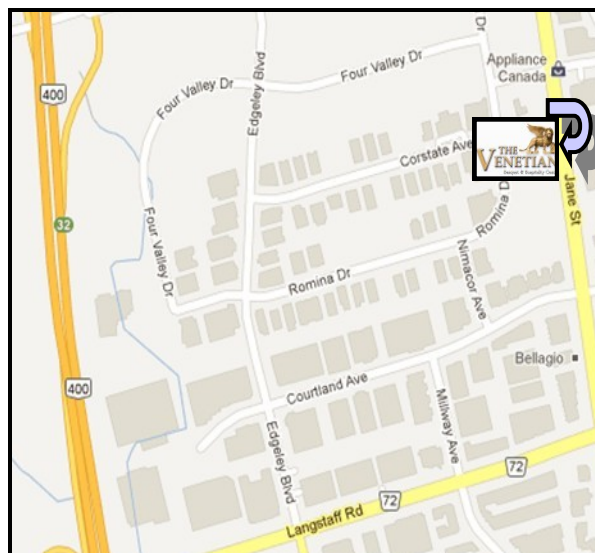 Dr
Appliance
Canada
400
Edgeley Blvd
Four Valley Dr
Four Valley Dr
THE
VENETIAN
Corstate Ave
Jane St
32
Four Valley Dr
Romina Dr
Romina Dr
Nimacor Ave
400
Bellagio
Courtland Ave
Millway Ave
Edgeley Blvd
72
72
Langstaff Rd